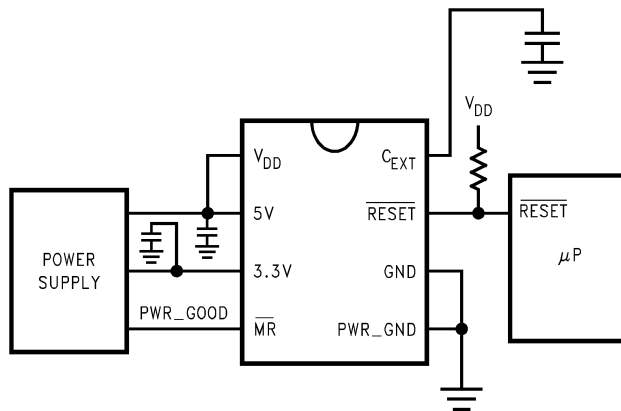 V_DD
V_DD
C_EXT
5V
RESET
RESET
POWER
SUPPLY
3.3V
GND
µP
PWR_GOOD
MR
PWR_GND